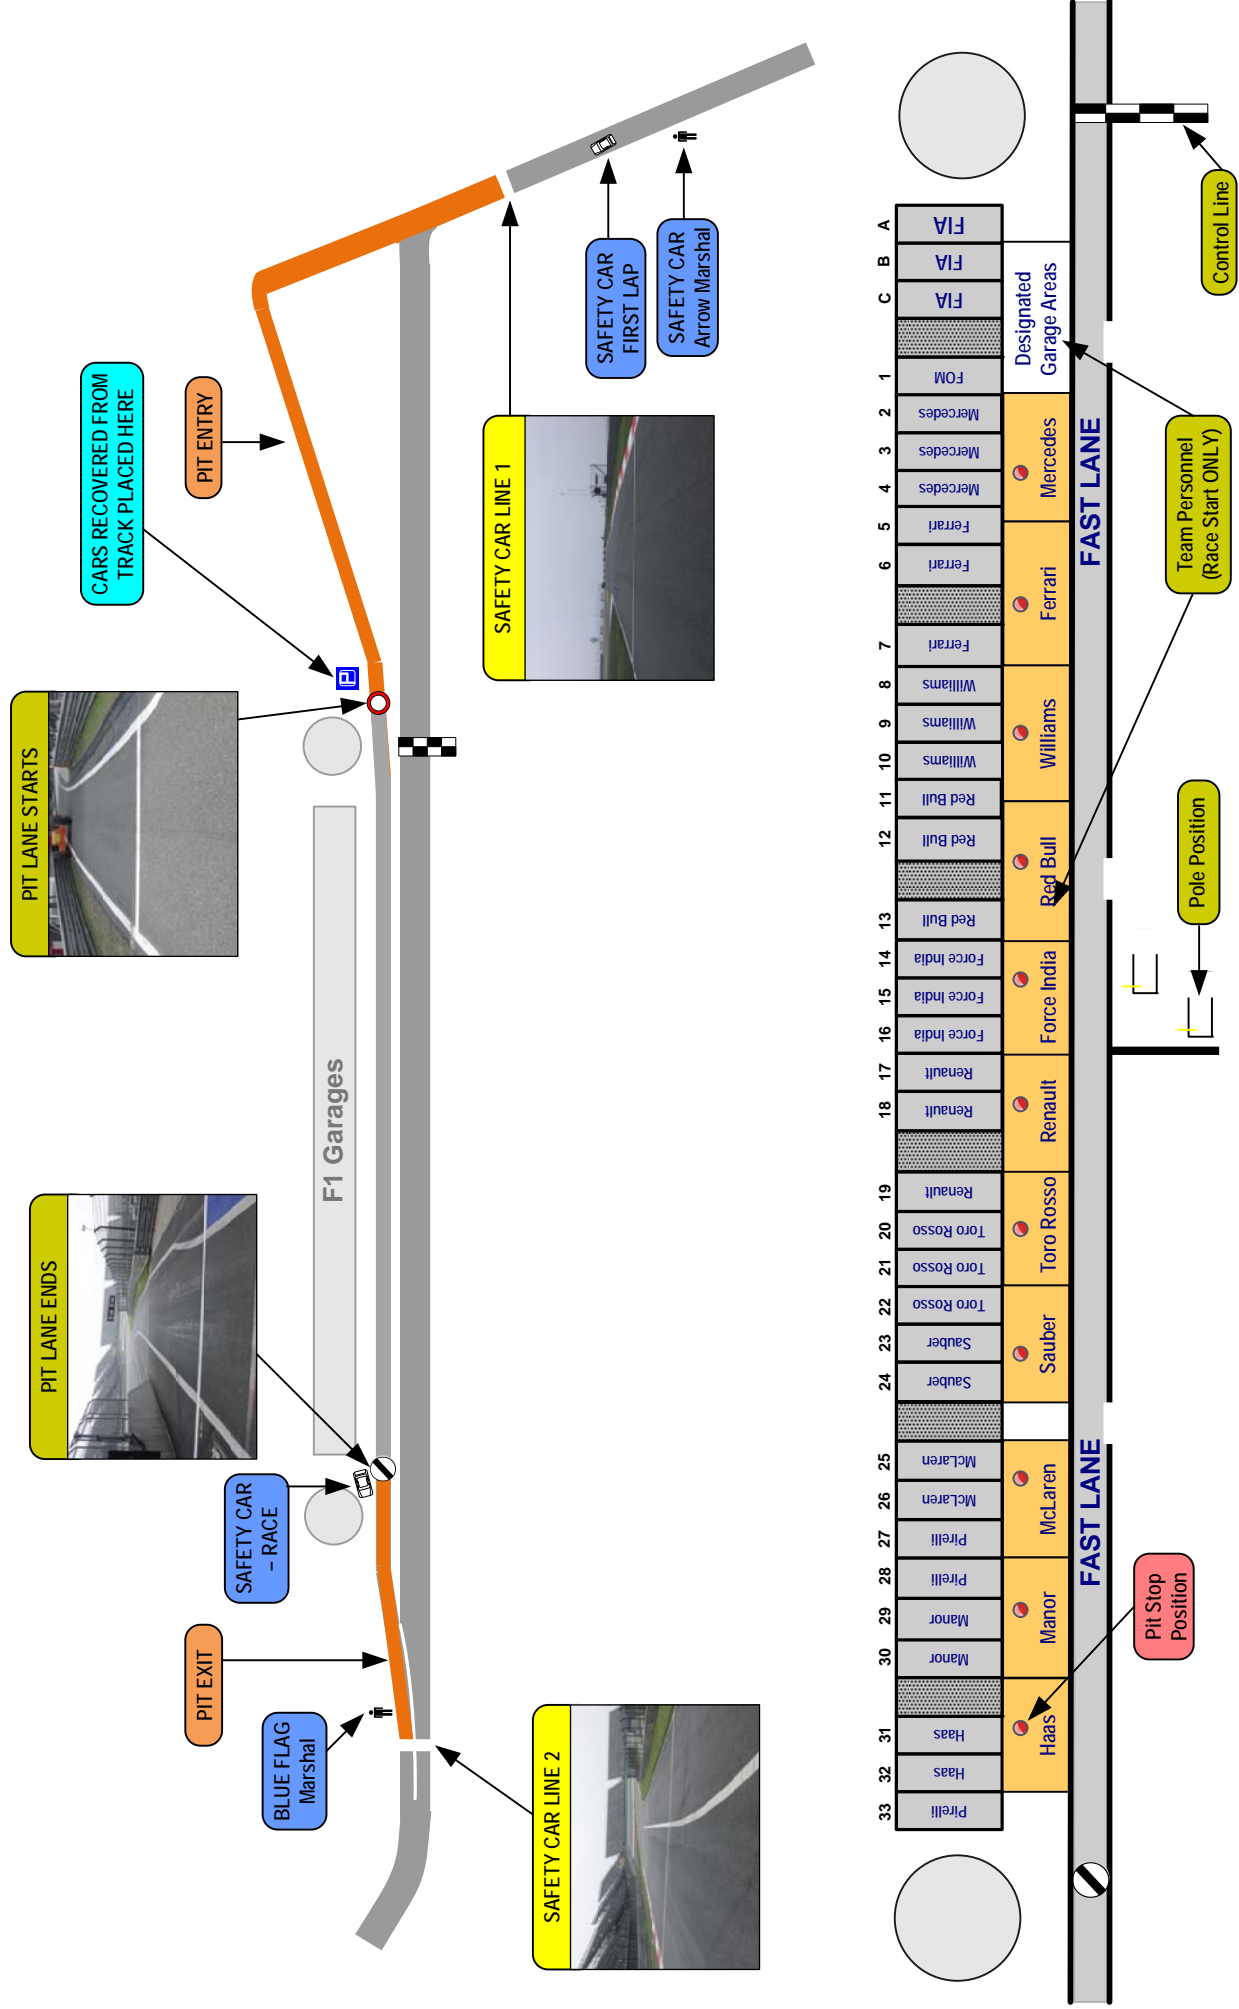 PIT LANE STARTS
PIT LANE ENDS
CARS RECOVERED FROM
TRACK PLACED HERE
PIT ENTRY
P
F1 Garages
SAFETY CAR
– RACE
PIT EXIT
BLUE FLAG
Marshal
SAFETY CAR LINE 1
SAFETY CAR LINE 2
SAFETY CAR
FIRST LAP
SAFETY CAR
Arrow Marshal
33
32
31
30
29
28
27
26
25
24
23
22
21
20
19
18
17
16
15
14
13
12
11
10
9
8
7
6
5
4
3
2
1
C
B
A
Pirelli
Haas
Haas
Manor
Manor
Pirelli
Pirelli
McLaren
McLaren
Sauber
Sauber
Toro Rosso
Toro Rosso
Toro Rosso
Renault
Renault
Renault
Force India
Force India
Force India
Red Bull
Red Bull
Red Bull
Williams
Williams
Williams
Ferrari
Ferrari
Ferrari
Mercedes
Mercedes
Mercedes
FOM
FIA
FIA
FIA
Haas
Manor
McLaren
Sauber
Toro Rosso
Renault
Force India
Red Bull
Williams
Ferrari
Mercedes
Designated
Garage Areas
FAST LANE
FAST LANE
Pit Stop
Position
Pole Position
Team Personnel
(Race Start ONLY)
Control Line